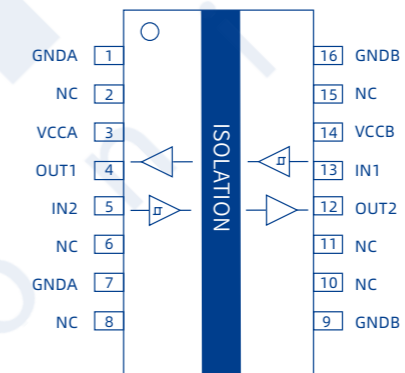 GNDA 1 16 GNDB
NC 2 15 NC
VCCA 3 14 VCCB
OUT1 4 13 IN1
IN2 5 12 OUT2
NC 6 11 NC
GNDA 7 10 NC
NC 8 9 GNDB
ISOLATION